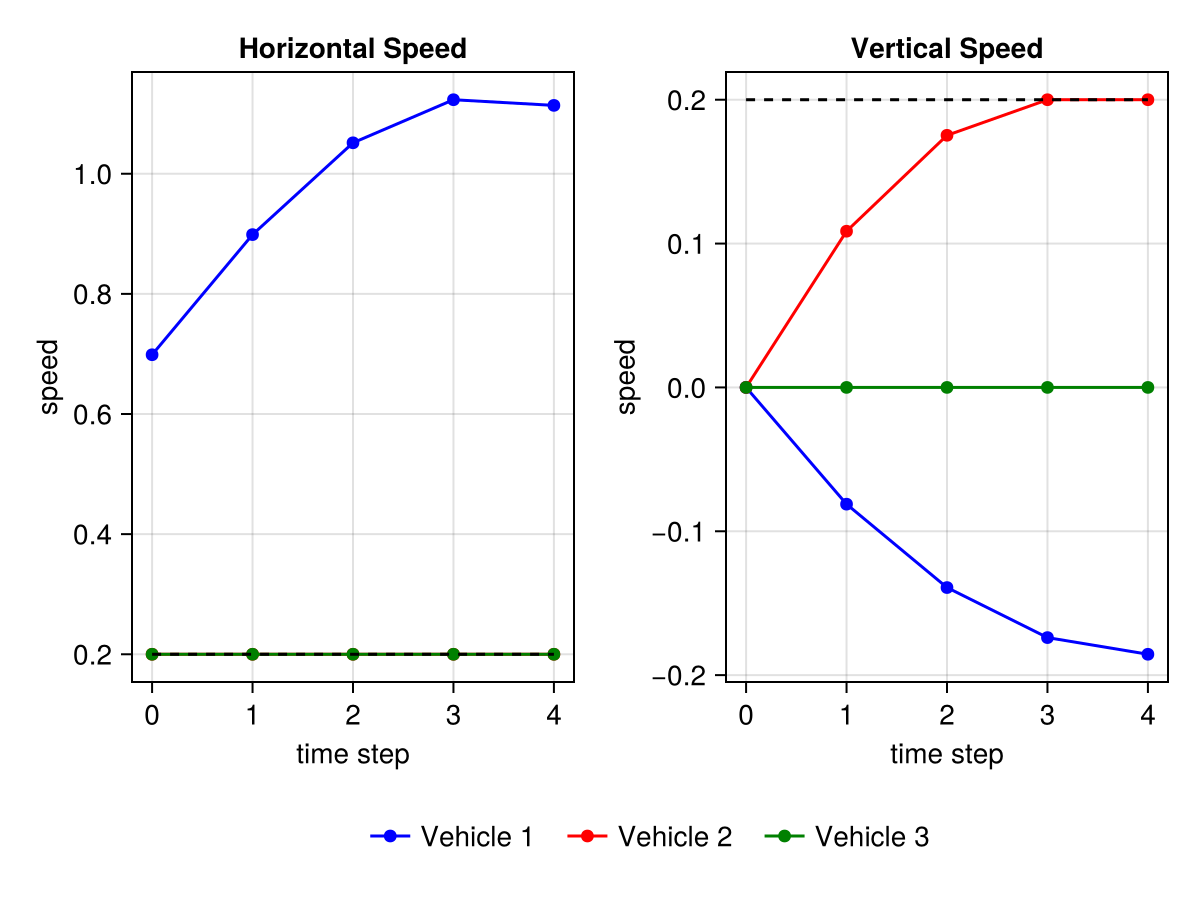 Horizontal Speed
speed
1.0
0.8
0.6
0.4
0.2
0 1 2 3 4
time step
Vertical Speed
speed
0.2
0.1
0.0
−0.1
−0.2
0 1 2 3 4
time step
Vehicle 1 Vehicle 2 Vehicle 3